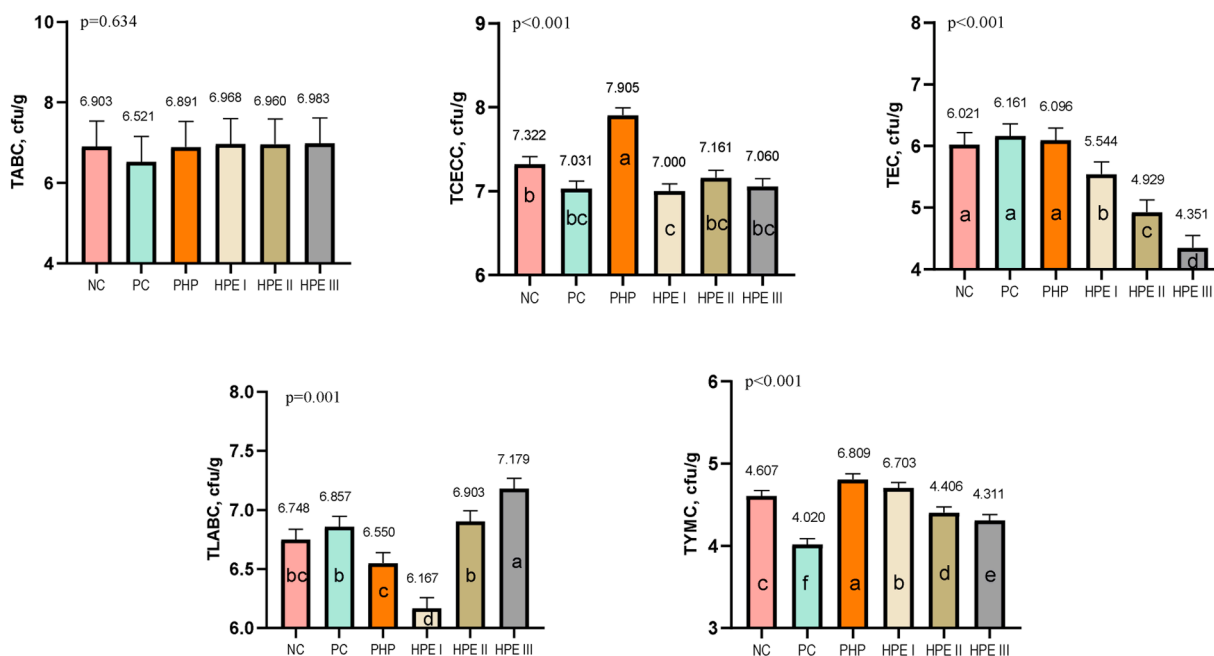 p=0.634
TABC, cfu/g
10
8
6
4
6.903
6.521
6.891
6.968
6.960
6.983
NC PC PHP HPE I HPE II HPE III
p<0.001
TCECC, cfu/g
9
8
7
6
7.322
7.031
7.905
7.000
7.161
7.060
b
bc
a
c
bc
bc
NC PC PHP HPE I HPE II HPE III
p<0.001
TEC, cfu/g
8
7
6
5
4
6.021
6.161
6.096
5.544
4.929
4.351
a
a
a
b
c
d
NC PC PHP HPE I HPE II HPE III
p=0.001
TLABC, cfu/g
8.0
7.5
7.0
6.5
6.0
6.748
6.857
6.550
6.167
6.903
7.179
bc
b
c
d
b
a
NC PC PHP HPE I HPE II HPE III
p<0.001
TYMC, cfu/g
6
5
4
3
4.607
4.020
6.809
6.703
4.406
4.311
c
f
a
b
d
e
NC PC PHP HPE I HPE II HPE III